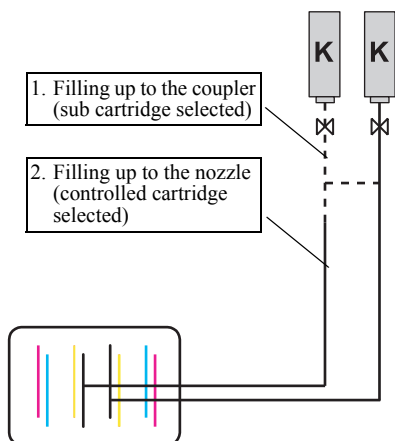 K K
1. Filling up to the coupler
(sub cartridge selected)
2. Filling up to the nozzle
(controlled cartridge
selected)